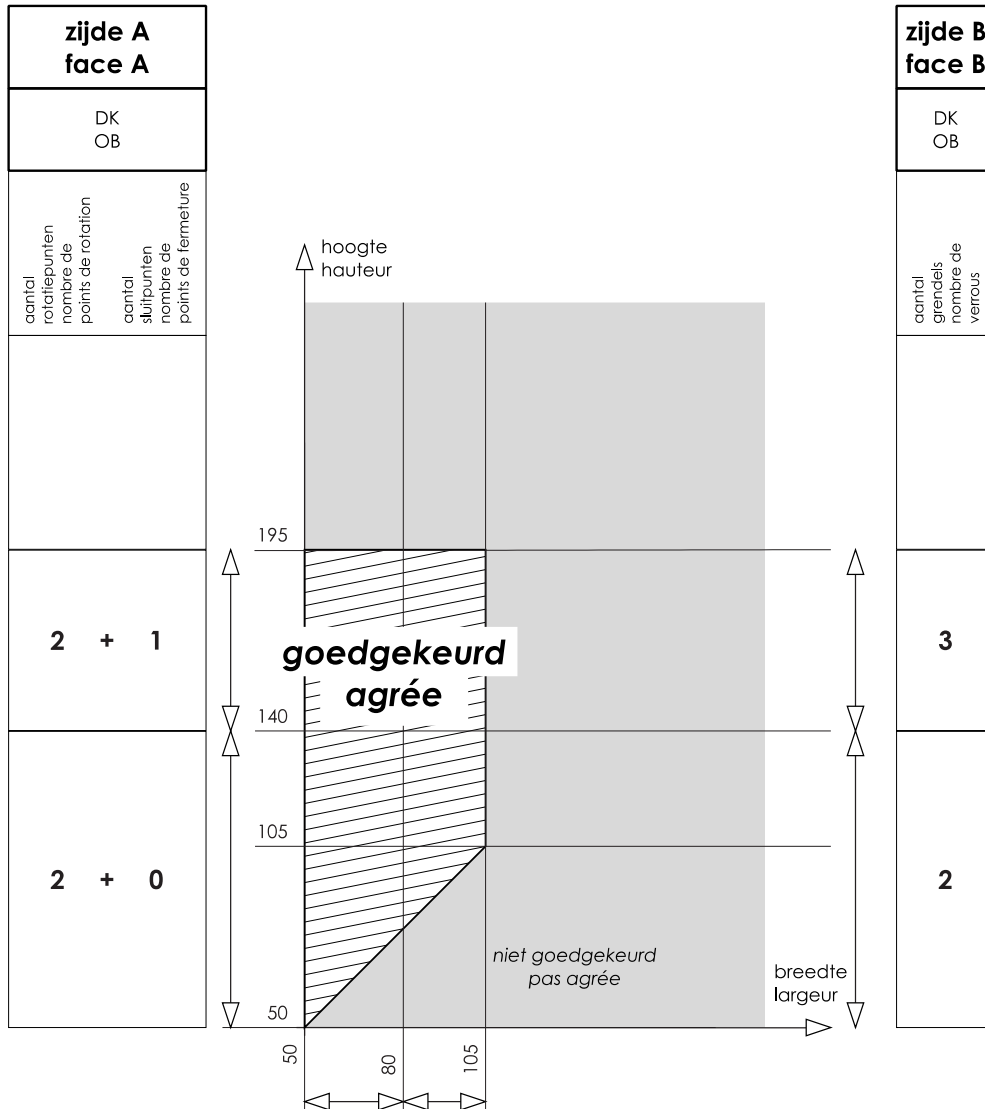 zijde A
face A
DK
OB
aantal
rotatiepunten
nombre de
points de rotation
aantal
sluitpunten
nombre de
points de fermeture
2 + 1
2 + 0
hoogte
hauteur
195
140
105
50
goedgekeurd
agrée
niet goedgekeurd
pas agrée
breedte
largeur
50
80
105
zijde B
face B
DK
OB
aantal
grendels
nombre de
verrous
3
2